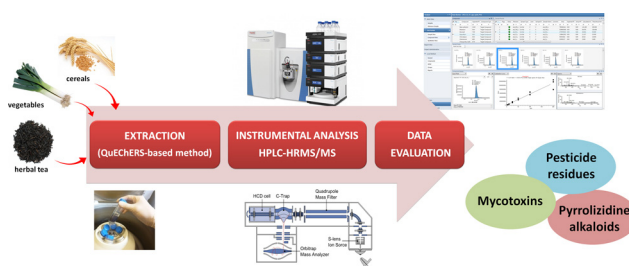 cereals
vegetables
herbal tea
EXTRACTION
(QuEChERS-based method)
INSTRUMENTAL ANALYSIS
HPLC-HRMS/MS
DATA
EVALUATION
HCD cell
C-Trap
Quadrupole
Mass Filter
S-lens
Ion Sorce
Orbitrap
Mass Analyzer
Pesticide
residues
Mycotoxins
Pyrrolizidine
alkaloids